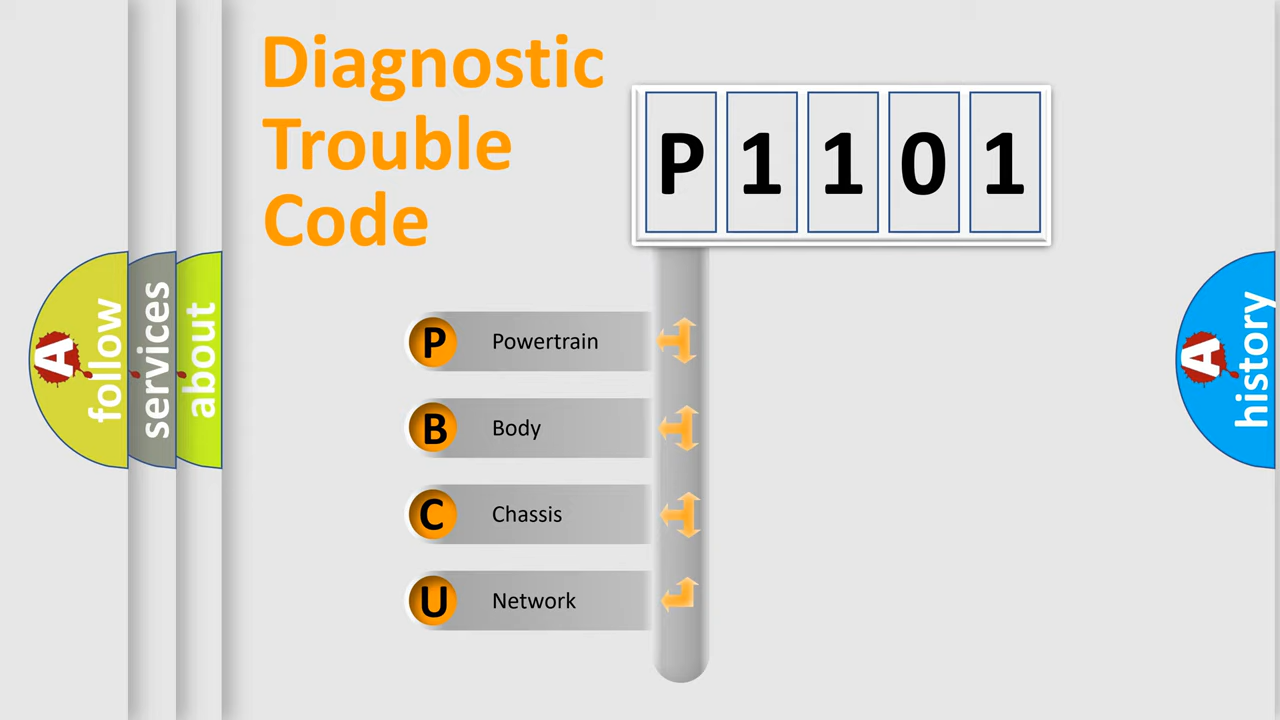 Diagnostic
Trouble
Code
P 1 1 0 1
P Powertrain
B Body
C Chassis
U Network
A follow
services
about
A history